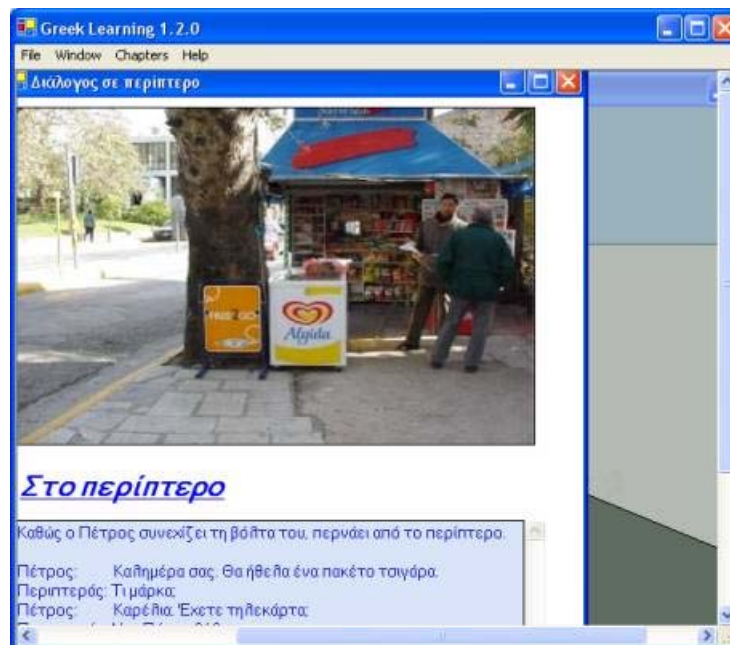 Greek Learning 1.2.0
File Window Chapters Help
Διάλογος σε περίπτερο
FREE2GO
Algida
Στο περίπτερο
Καθώς ο Πέτρος συνεχίζει τη βόλτα του, περνάει από το περίπτερο.
Πέτρος: Καλημέρα σας. Θα ήθελα ένα πακέτο τσιγάρα.
Περιπτεράς: Τι μάρκα;
Πέτρος: Καρέλια. Έχετε τηλεκάρτα;